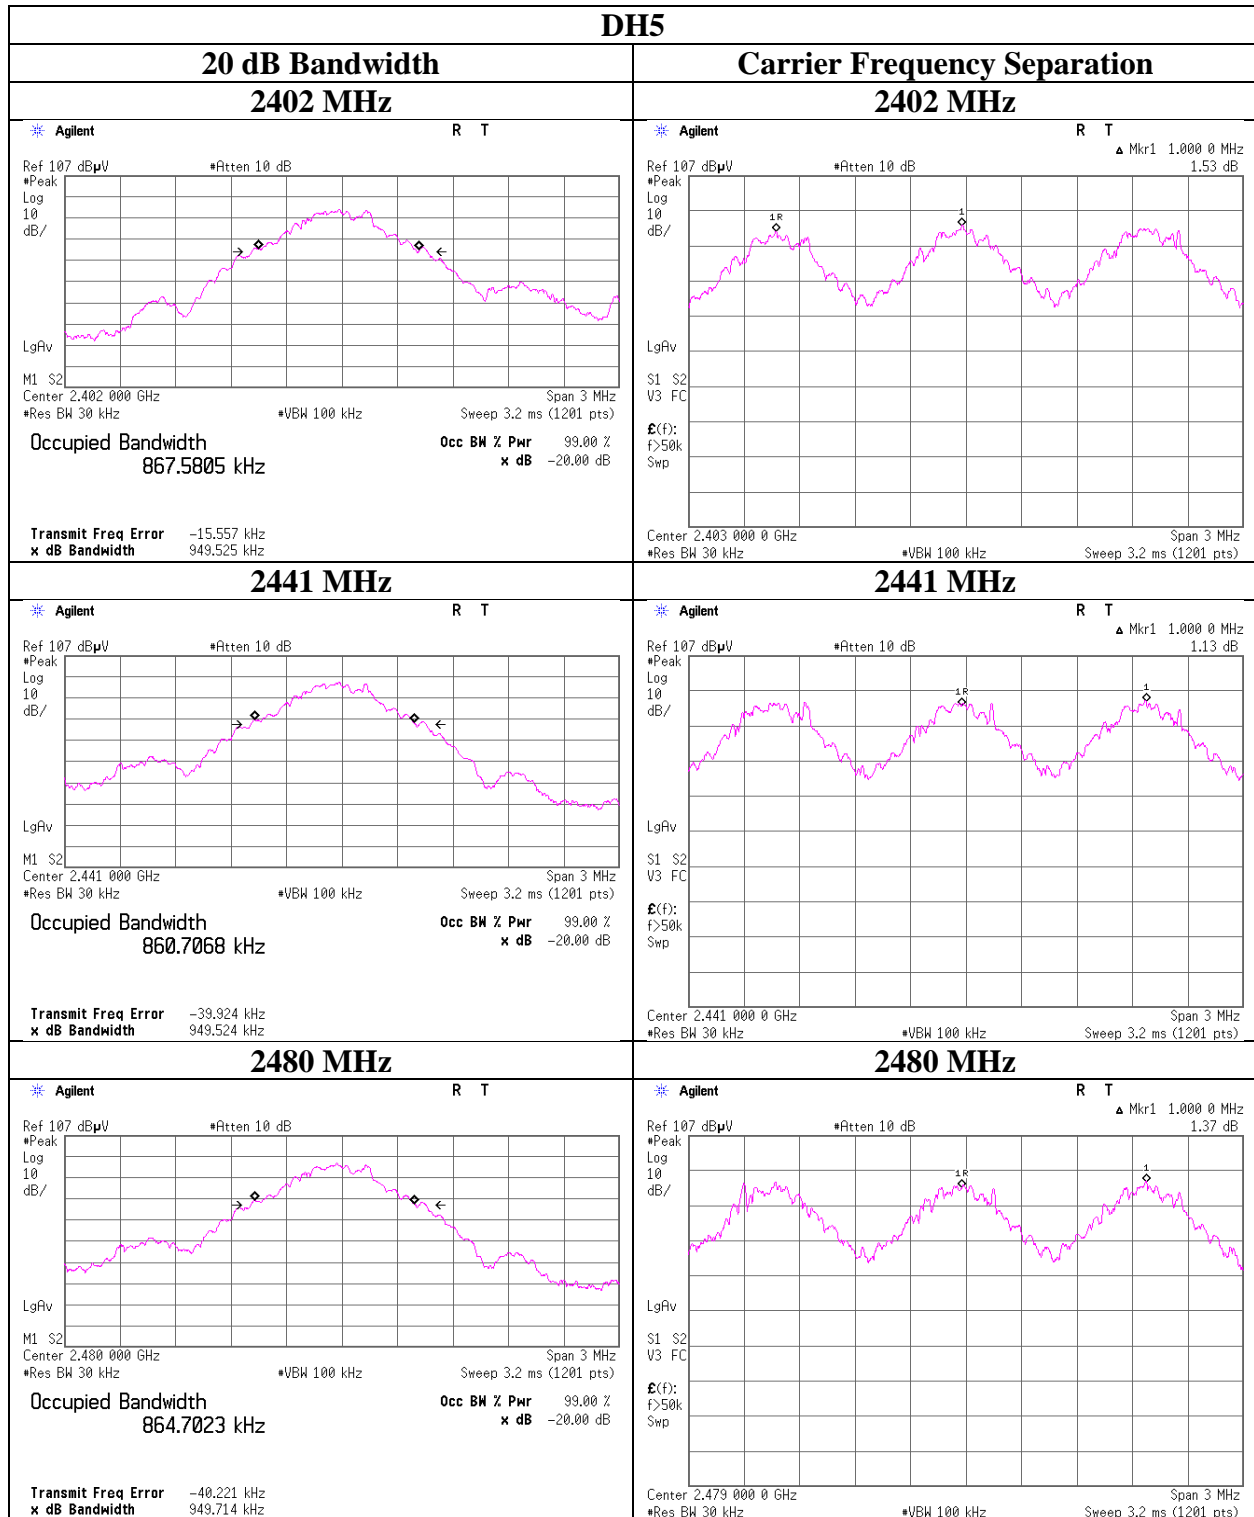 DH5
20 dB Bandwidth
Carrier Frequency Separation
2402 MHz
2402 MHz
Agilent
R T
Ref 107 dBµV
#Atten 10 dB
#Peak
Log
10
dB/
LgAv
M1 S2
Center 2.402 000 GHz
Span 3 MHz
#Res BW 30 kHz
#VBW 100 kHz
Sweep 3.2 ms (1201 pts)
Occupied Bandwidth
867.5805 kHz
Occ BW % Pwr 99.00 %
x dB -20.00 dB
Transmit Freq Error -15.557 kHz
x dB Bandwidth 949.525 kHz
Agilent
R T
Δ Mkr1 1.000 0 MHz
Ref 107 dBµV
#Atten 10 dB
1.53 dB
#Peak
Log
10
dB/
1R
1
LgAv
S1 S2
V3 FC
£(f):
f>50k
Swp
Center 2.403 000 0 GHz
Span 3 MHz
#Res BW 30 kHz
#VBW 100 kHz
Sweep 3.2 ms (1201 pts)
2441 MHz
2441 MHz
Agilent
R T
Ref 107 dBµV
#Atten 10 dB
#Peak
Log
10
dB/
LgAv
M1 S2
Center 2.441 000 GHz
Span 3 MHz
#Res BW 30 kHz
#VBW 100 kHz
Sweep 3.2 ms (1201 pts)
Occupied Bandwidth
860.7068 kHz
Occ BW % Pwr 99.00 %
x dB -20.00 dB
Transmit Freq Error -39.924 kHz
x dB Bandwidth 949.524 kHz
Agilent
R T
Δ Mkr1 1.000 0 MHz
Ref 107 dBµV
#Atten 10 dB
1.13 dB
#Peak
Log
10
dB/
1R
1
LgAv
S1 S2
V3 FC
£(f):
f>50k
Swp
Center 2.441 000 0 GHz
Span 3 MHz
#Res BW 30 kHz
#VBW 100 kHz
Sweep 3.2 ms (1201 pts)
2480 MHz
2480 MHz
Agilent
R T
Ref 107 dBµV
#Atten 10 dB
#Peak
Log
10
dB/
LgAv
M1 S2
Center 2.480 000 GHz
Span 3 MHz
#Res BW 30 kHz
#VBW 100 kHz
Sweep 3.2 ms (1201 pts)
Occupied Bandwidth
864.7023 kHz
Occ BW % Pwr 99.00 %
x dB -20.00 dB
Transmit Freq Error -40.221 kHz
x dB Bandwidth 949.714 kHz
Agilent
R T
Δ Mkr1 1.000 0 MHz
Ref 107 dBµV
#Atten 10 dB
1.37 dB
#Peak
Log
10
dB/
1R
1
LgAv
S1 S2
V3 FC
£(f):
f>50k
Swp
Center 2.479 000 0 GHz
Span 3 MHz
#Res BW 30 kHz
#VBW 100 kHz
Sweep 3.2 ms (1201 pts)